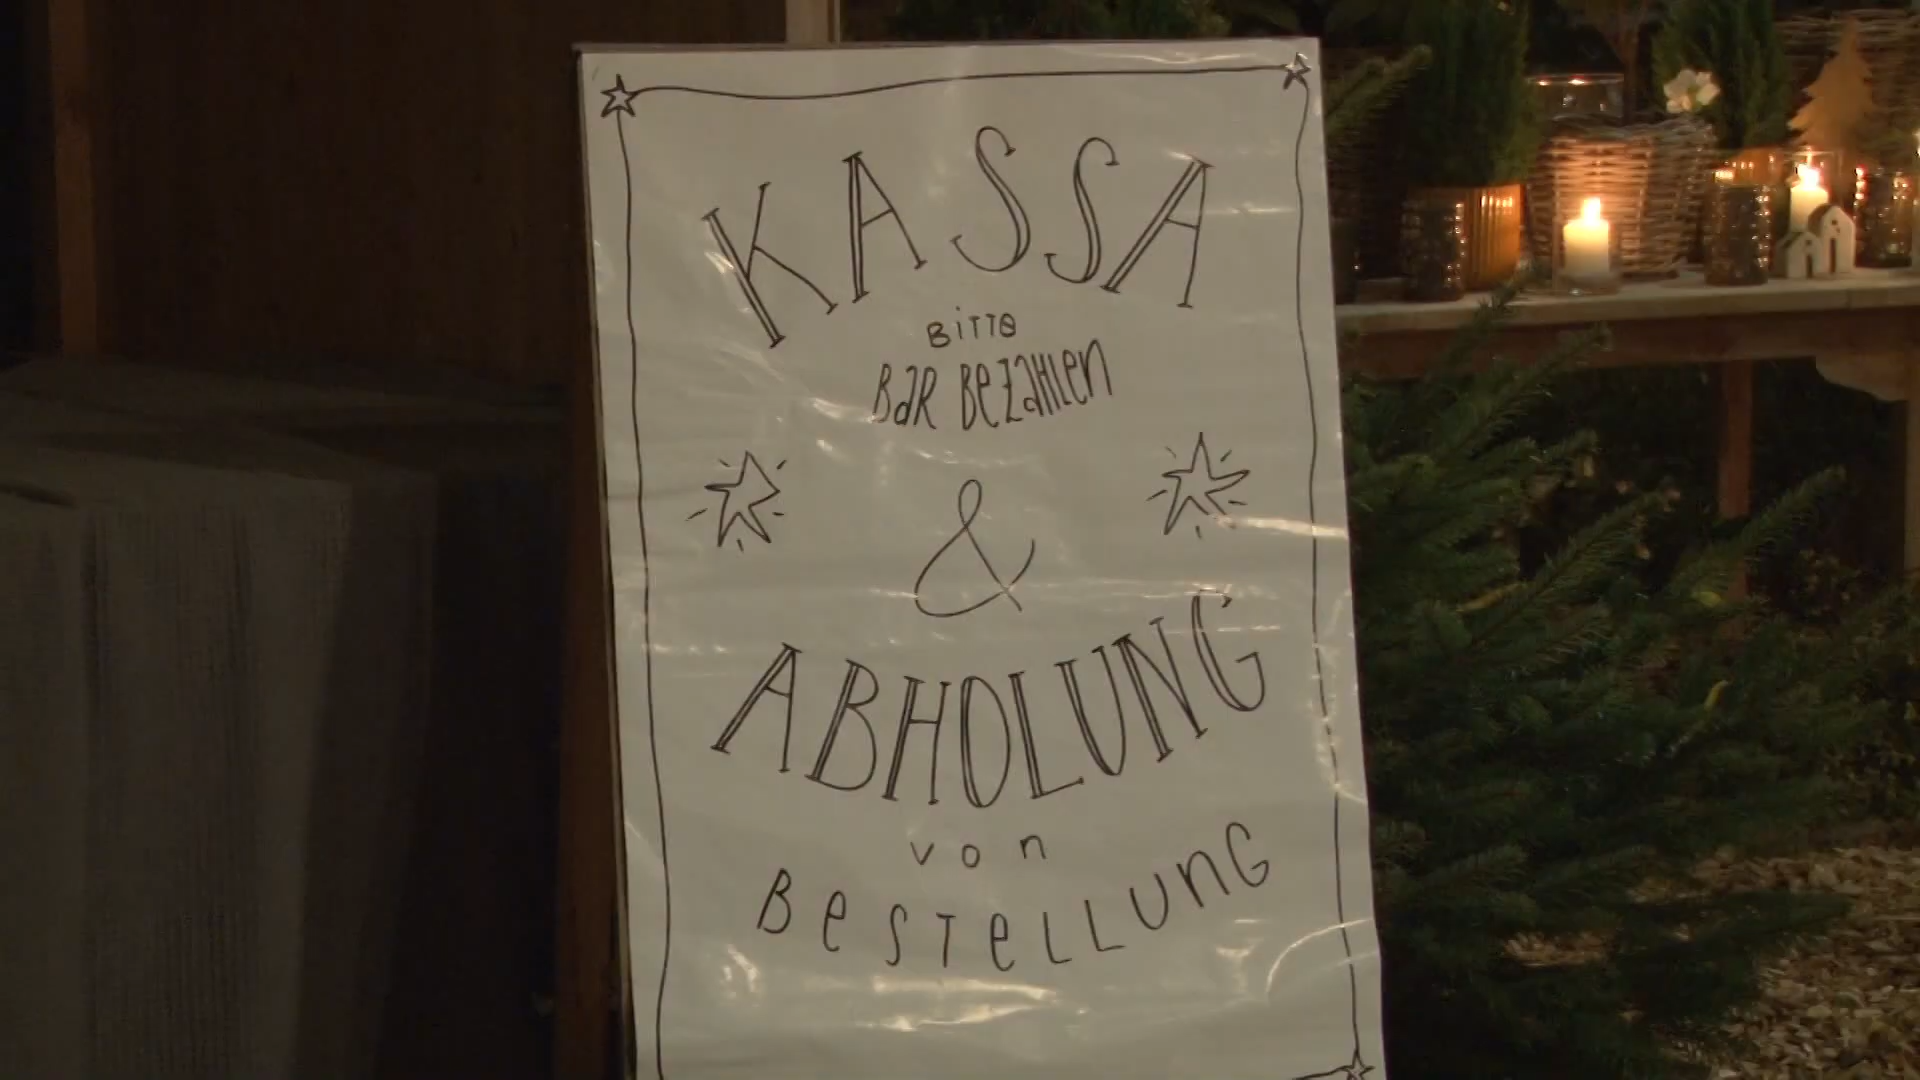 KASSA
BiTTe
BaR BeZaHLen
&
ABHOLUNG
von
BeSTeLLUnG